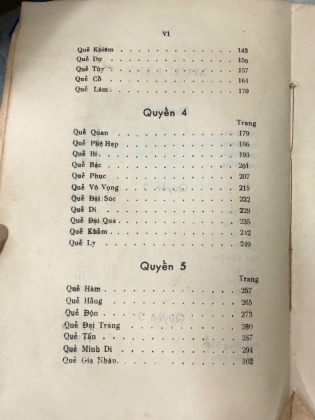 VI
Quẻ Khiêm . . . . . . . . . . . . . 143
Quẻ Dự . . . . . . . . . . . . . 150
Quẻ Tùy . . . . . . . . . . . . . 157
Quẻ Cổ . . . . . . . . . . . . . 161
Quẻ Lâm . . . . . . . . . . . . . 170
Quyển 4
Trang
Quẻ Quán . . . . . . . . . . . . . 179
Quẻ Phệ Hạp . . . . . . . . . . . . . 186
Quẻ Bí . . . . . . . . . . . . . 193
Quẻ Bác . . . . . . . . . . . . . 201
Quẻ Phục . . . . . . . . . . . . . 207
Quẻ Vô Vọng . . . . . . . . . . . . . 215
Quẻ Đại Súc . . . . . . . . . . . . . 222
Quẻ Di . . . . . . . . . . . . . 229
Quẻ Đại Quá . . . . . . . . . . . . . 235
Quẻ Khảm . . . . . . . . . . . . . 242
Quẻ Ly . . . . . . . . . . . . . 249
Quyển 5
Trang
Quẻ Hàm . . . . . . . . . . . . . 257
Quẻ Hằng . . . . . . . . . . . . . 265
Quẻ Độn . . . . . . . . . . . . . 273
Quẻ Đại Tráng . . . . . . . . . . . . . 280
Quẻ Tấn . . . . . . . . . . . . . 287
Quẻ Minh Di . . . . . . . . . . . . . 294
Quẻ Gia Nhân . . . . . . . . . . . . . 302